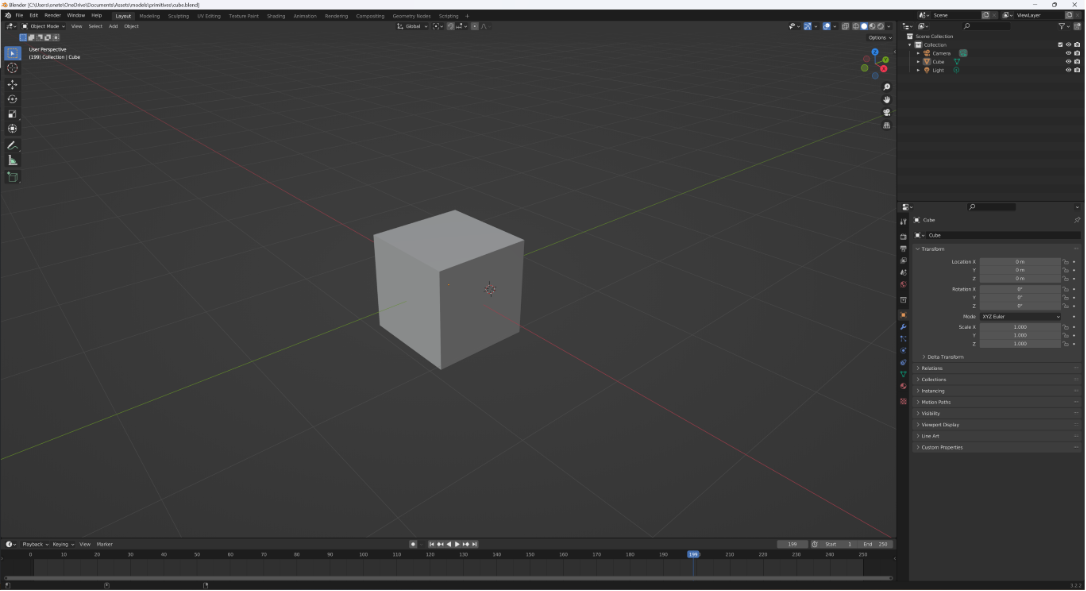 Blender [C:\Users\oneto\OneDrive\Documents\Assets\models\primitives\cube.blend]
File Edit Render Window Help Layout Modeling Sculpting UV Editing Texture Paint Shading Animation Rendering Compositing Geometry Nodes Scripting + Scene ViewLayer
Object Mode View Select Add Object Global
Options
User Perspective
(199) Collection | Cube
X
Y
Z
Scene Collection
Collection
Camera
Cube
Light
Cube
Cube
Transform
Location X 0 m
Y 0 m
Z 0 m
Rotation X 0°
Y 0°
Z 0°
Mode XYZ Euler
Scale X 1.000
Y 1.000
Z 1.000
Delta Transform
Relations
Collections
Instancing
Motion Paths
Visibility
Viewport Display
Line Art
Custom Properties
Playback Keying View Marker 199 Start 1 End 250
0 10 20 30 40 50 60 70 80 90 100 110 120 130 140 150 160 170 180 190 199 210 220 230 240 250
3.2.2